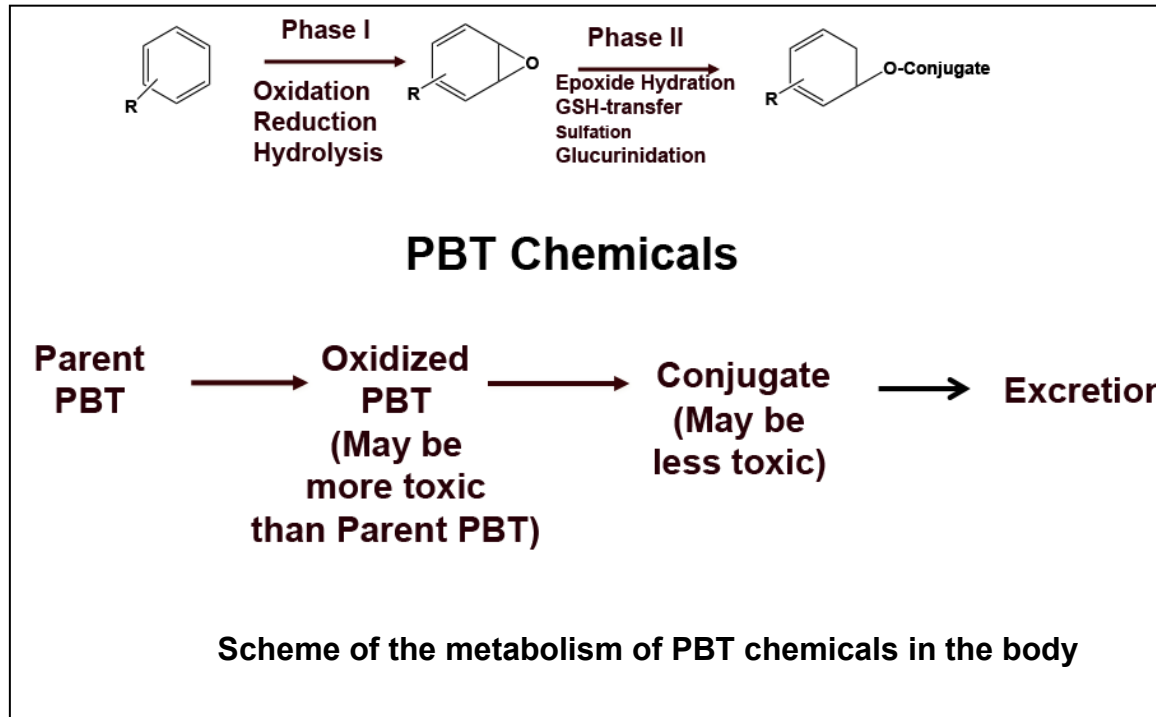 Phase I
Oxidation
Reduction
Hydrolysis
R
O
R
Phase II
Epoxide Hydration
GSH-transfer
Sulfation
Glucurinidation
O-Conjugate
R
PBT Chemicals
Parent
PBT
Oxidized
PBT
(May be
more toxic
than Parent PBT)
Conjugate
(May be
less toxic)
Excretion
Scheme of the metabolism of PBT chemicals in the body